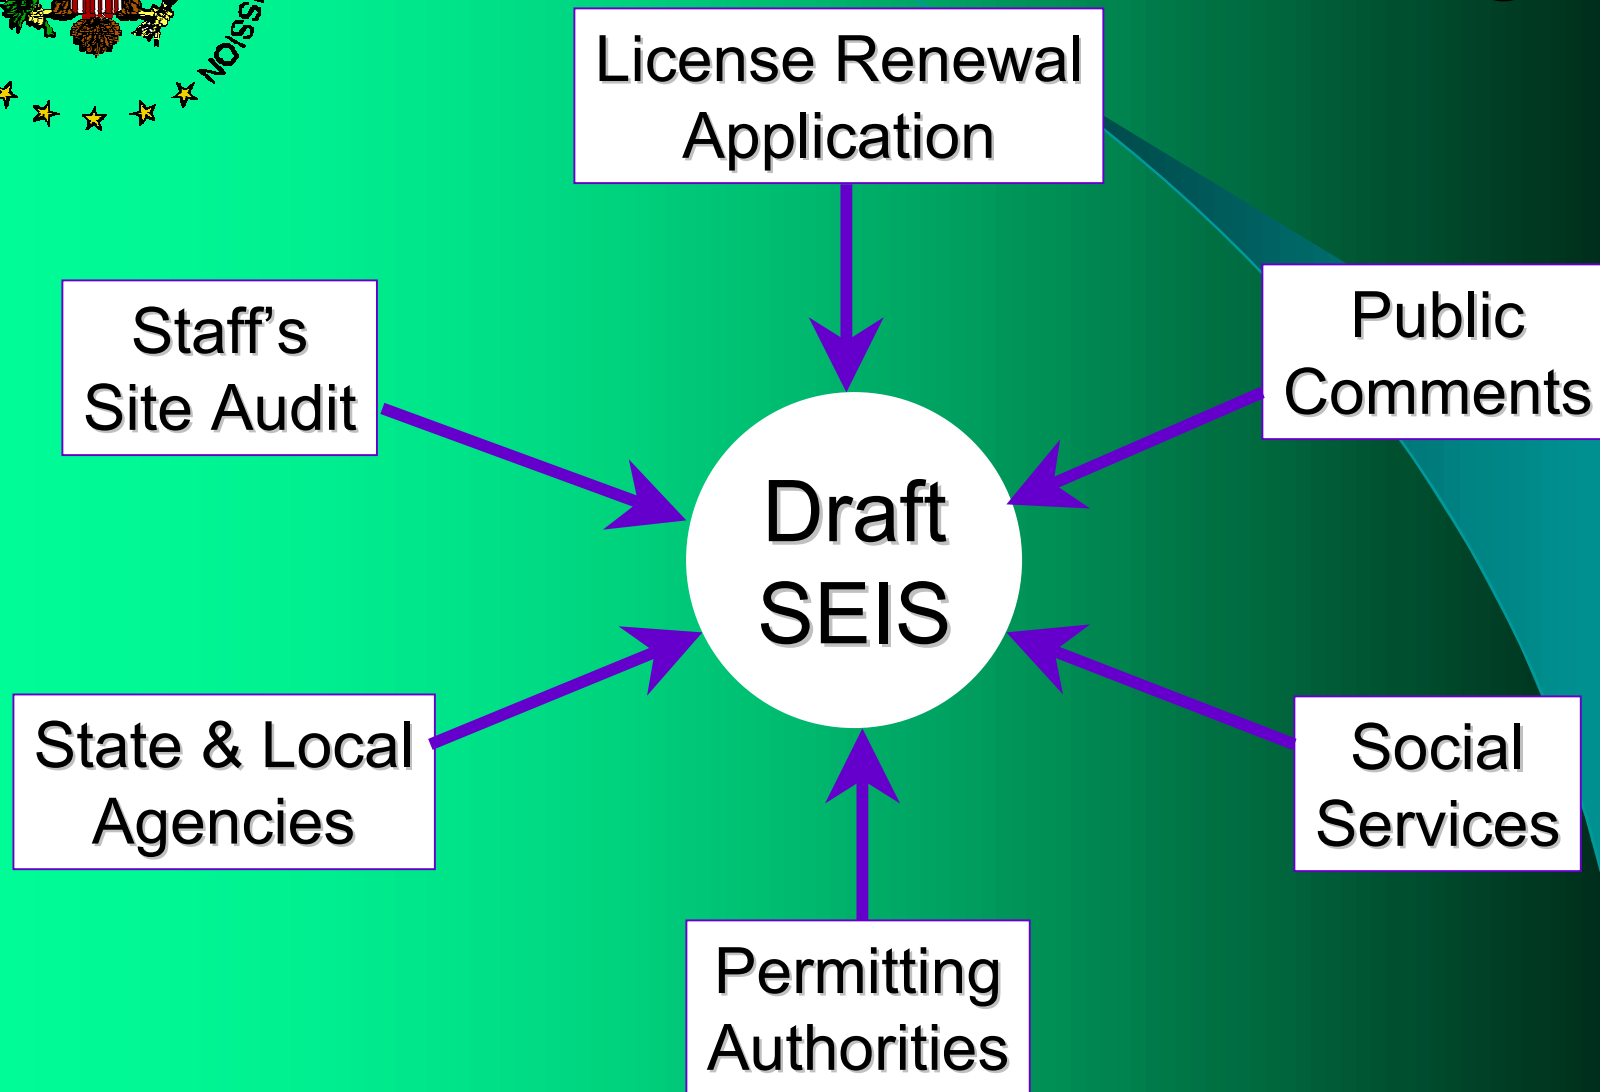 License Renewal
Application
Staff’s
Site Audit
Public
Comments
Draft
SEIS
State & Local
Agencies
Social
Services
Permitting
Authorities